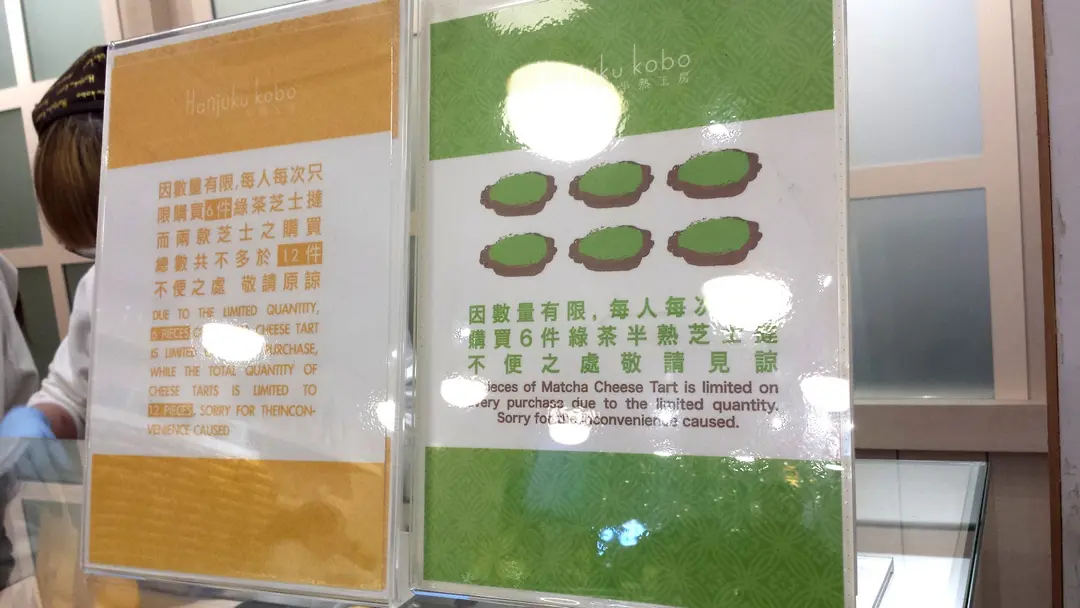 Hanjuku kobo
因數量有限,每人每次只
限購買6件綠茶芝士撻
而兩款芝士之購買
總數共不多於12件
不便之處 敬請原諒
DUE TO THE LIMITED QUANTITY,
6 PIECES CHEESE TART
IS LIMITED PURCHASE,
WHILE THE TOTAL QUANTITY OF
CHEESE TARTS IS LIMITED TO
12 PIECES, SORRY FOR THEINCON-
VENIENCE CAUSED
kobo
熟工房
因數量有限,每人每
購買6件綠茶半熟芝士撻
不便之處敬請見諒
pieces of Matcha Cheese Tart is limited on
every purchase due to the limited quantity.
Sorry for the inconvenience caused.